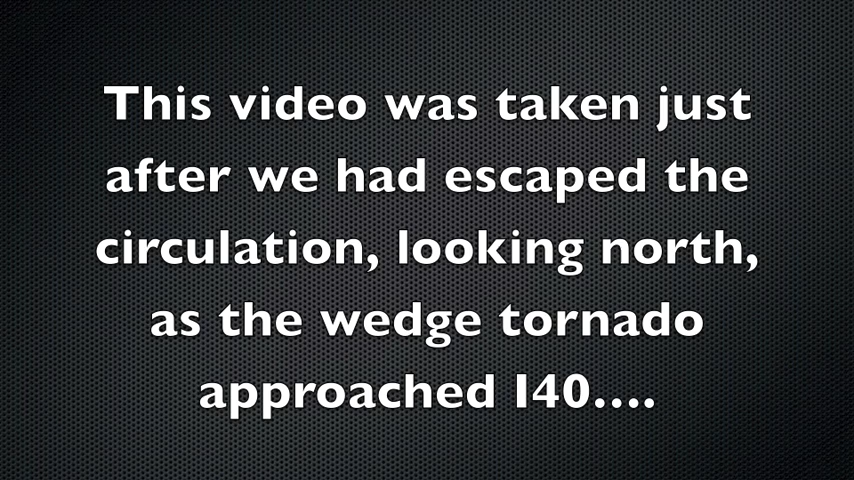 This video was taken just
after we had escaped the
circulation, looking north,
as the wedge tornado
approached I40....